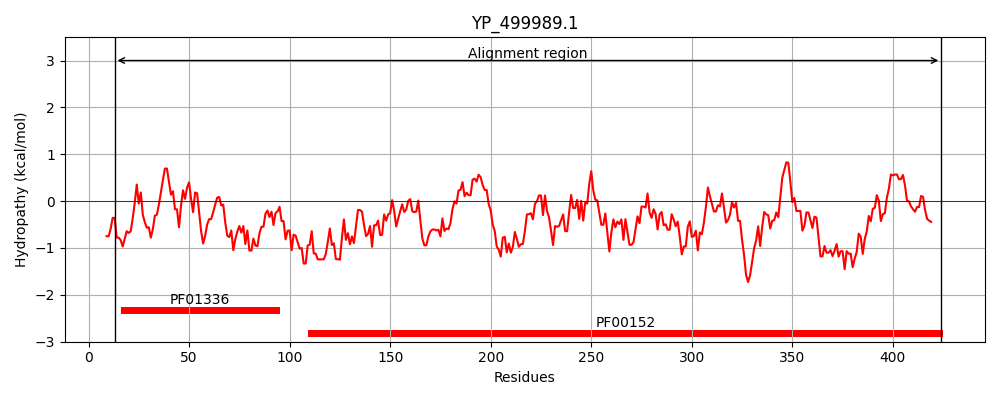 YP_499989.1
Alignment region
Hydropathy (kcal/mol)
3
2
1
0
−1
−2
−3
PF01336
PF00152
0 50 100 150 200 250 300 350 400
Residues